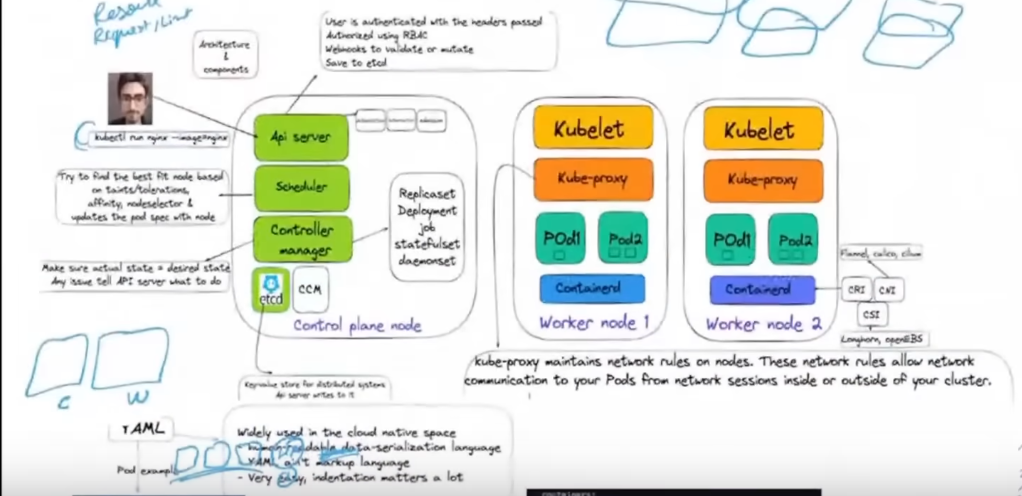 Resource
Request/Limit
Architecture
&
components
User is authenticated with the headers passed
Authorized using RBAC
Webhooks to validate or mutate
Save to etcd
kubectl run nginx --image=nginx
Try to find the best fit node based
on taints/tolerations,
affinity, nodeselector &
updates the pod spec with node
Make sure actual state = desired state
Any issue tell API server what to do
Api server
Scheduler
Controller
manager
etcd
CCM
Control plane node
Replicaset
Deployment
job
statefulset
daemonset
Kubelet
Kube-proxy
POd1
Pod2
Containerd
Worker node 1
Kubelet
Kube-proxy
POd1
Pod2
Containerd
Worker node 2
Flannel, calico, cilium
CRI
CNI
CSI
Longhorn, openEBS
kube-proxy maintains network rules on nodes. These network rules allow network
communication to your Pods from network sessions inside or outside of your cluster.
Key-value store for distributed systems
Api server writes to it
C
W
YAML
Pod example
Widely used in the cloud native space
data-serialization language
YAML ain't markup language
- Very easy, indentation matters a lot